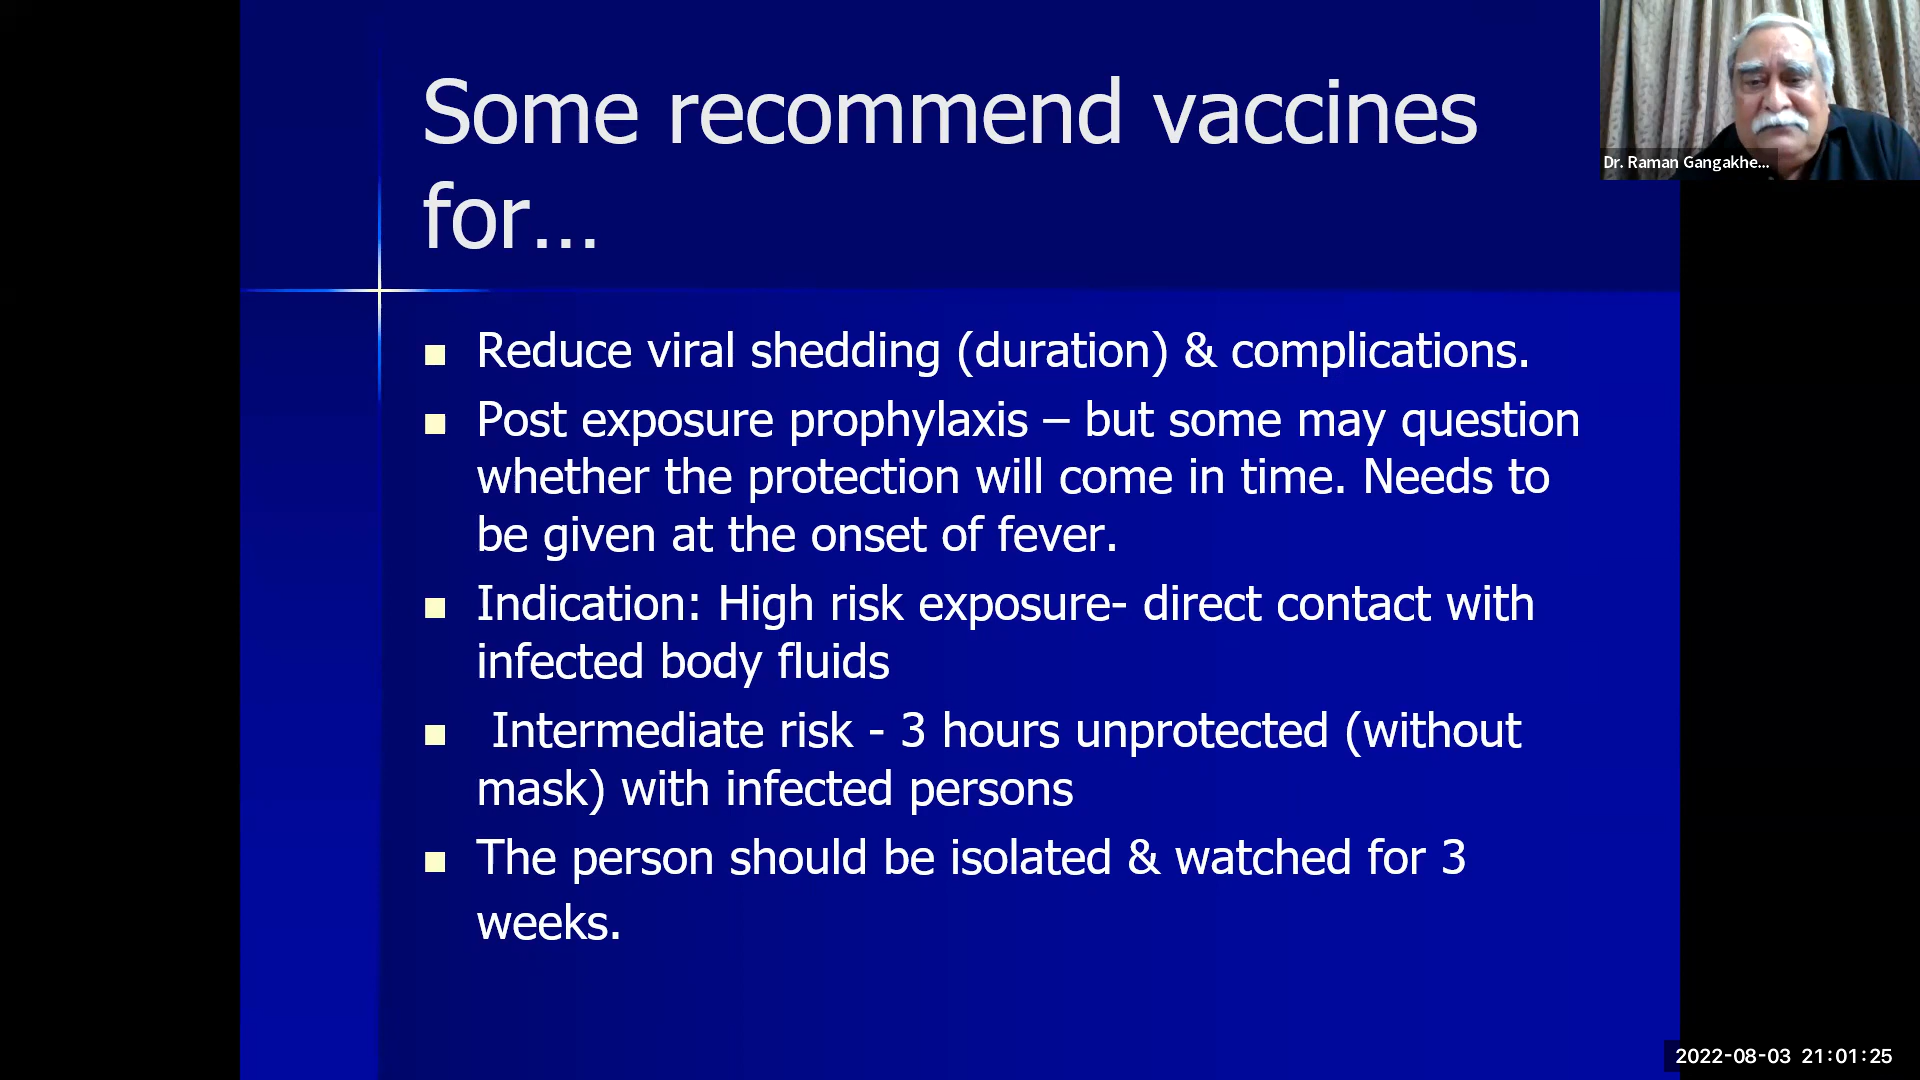 Some recommend vaccines
for...
Reduce viral shedding (duration) & complications.
Post exposure prophylaxis – but some may question
whether the protection will come in time. Needs to
be given at the onset of fever.
Indication: High risk exposure- direct contact with
infected body fluids
Intermediate risk - 3 hours unprotected (without
mask) with infected persons
The person should be isolated & watched for 3
weeks.
Dr. Raman Gangakhe...
2022-08-03 21:01:25